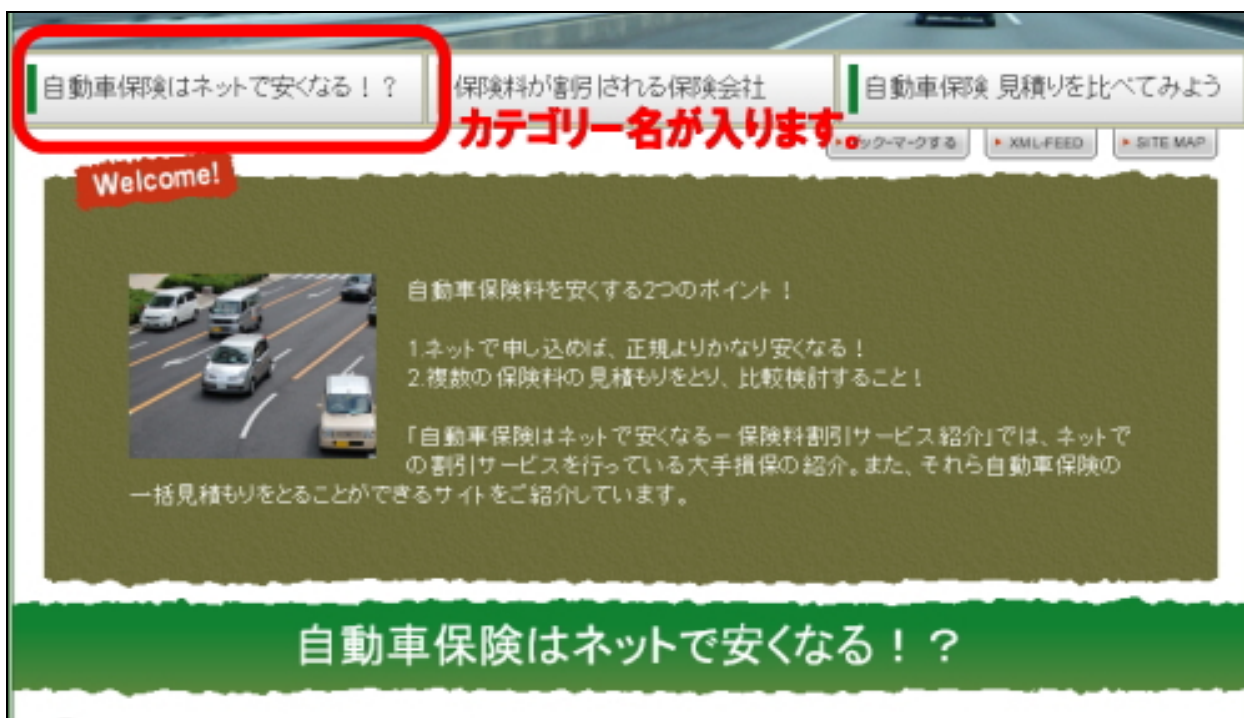 自動車保険はネットで安くなる！？
保険料が割引される保険会社
自動車保険 見積りを比べてみよう
カテゴリー名が入ります。
ブックマークする
XML-FEED
SITE MAP
Welcome!
自動車保険料を安くする2つのポイント！
1.ネットで申し込めば、正規よりかなり安くなる！
2.複数の保険料の見積もりをとり、比較検討すること！
「自動車保険はネットで安くなる－保険料割引サービス紹介」では、ネットで
の割引サービスを行っている大手損保の紹介。また、それら自動車保険の
一括見積もりをとることができるサイトをご紹介しています。
自動車保険はネットで安くなる！？